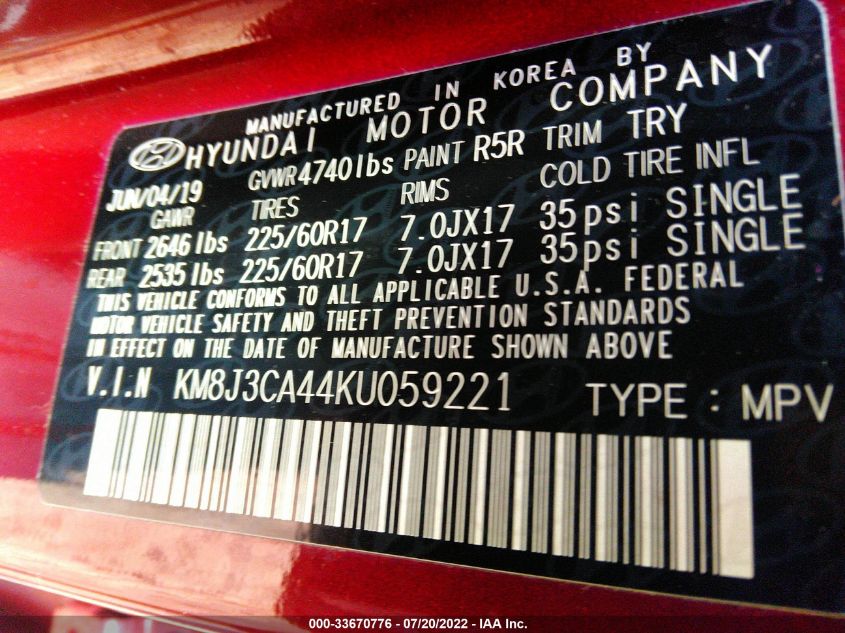 MANUFACTURED IN KOREA BY
HYUNDAI MOTOR COMPANY
JUN/04/19 GVWR 4740 lbs PAINT R5R TRIM TRY
GAWR TIRES RIMS COLD TIRE INFL
FRONT 2646 lbs 225/60R17 7.0JX17 35psi SINGLE
REAR 2535 lbs 225/60R17 7.0JX17 35psi SINGLE
THIS VEHICLE CONFORMS TO ALL APPLICABLE U.S.A. FEDERAL
MOTOR VEHICLE SAFETY AND THEFT PREVENTION STANDARDS
IN EFFECT ON THE DATE OF MANUFACTURE SHOWN ABOVE
V.I.N KM8J3CA44KU059221 TYPE : MPV
000-33670776 - 07/20/2022 - IAA Inc.